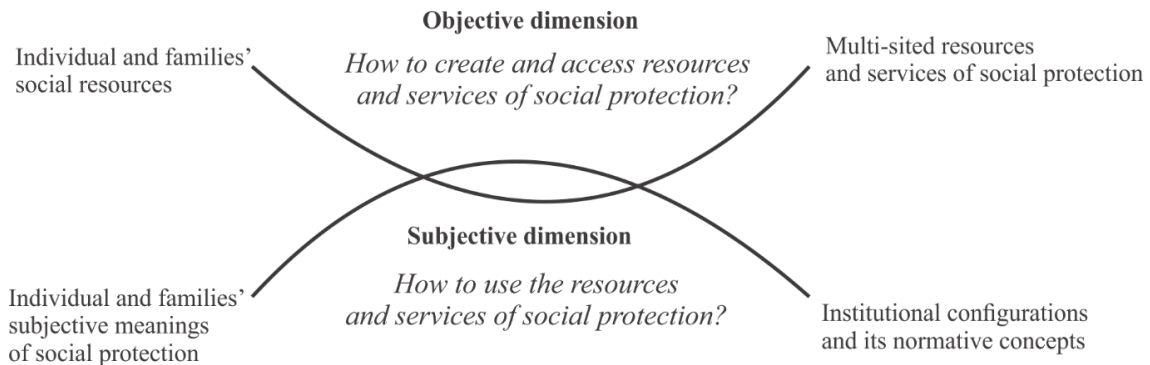 Objective dimension
How to create and access resources
and services of social protection?
Individual and families’
social resources
Multi-sited resources
and services of social protection
Subjective dimension
How to use the resources
and services of social protection?
Individual and families’
subjective meanings
of social protection
Institutional configurations
and its normative concepts